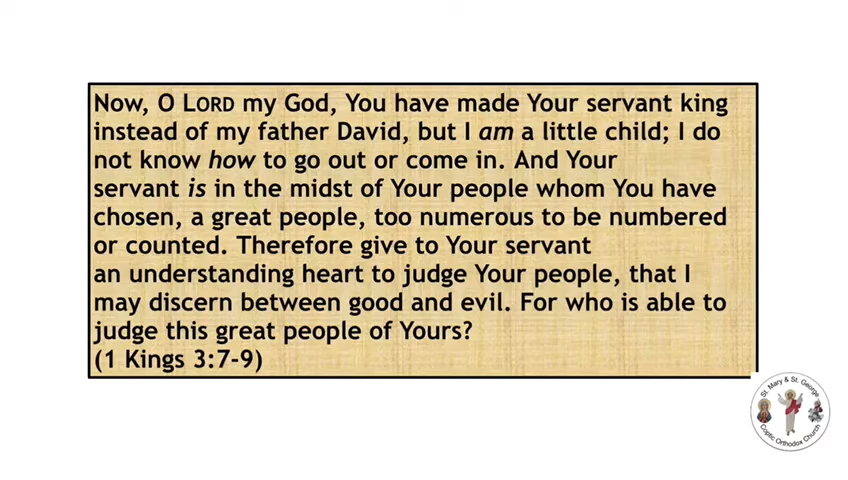 Now, O LORD my God, You have made Your servant king
instead of my father David, but I am a little child; I do
not know how to go out or come in. And Your
servant is in the midst of Your people whom You have
chosen, a great people, too numerous to be numbered
or counted. Therefore give to Your servant
an understanding heart to judge Your people, that I
may discern between good and evil. For who is able to
judge this great people of Yours?
(1 Kings 3:7-9)
St. Mary & St. George
Coptic Orthodox Church